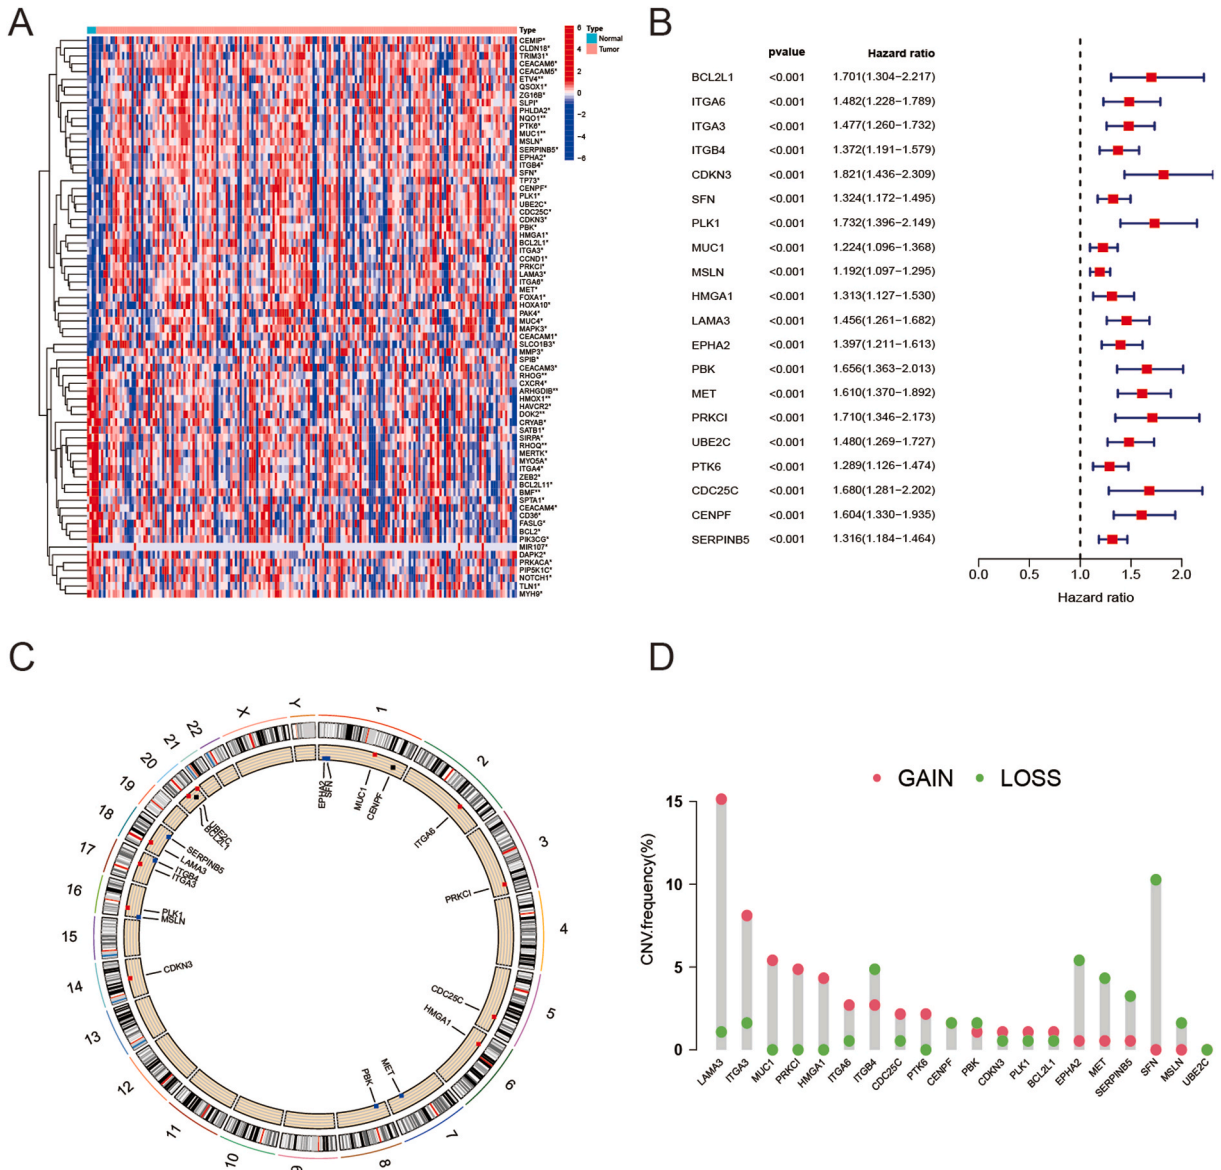 A
Type
CEMIP*
CLDN18*
TRIM31*
CEACAM6*
CEACAM5*
ETV4**
QSOX1*
ZG16B*
SLPI*
PHLDA2*
NQO1**
PTK6*
MUC1**
MSLN*
SERPINB5*
EPHA2*
ITGB4*
SFN*
TP73*
CENPF*
PLK1*
UBE2C*
CDC25C*
CDKN3*
PBK*
HMGA1*
BCL2L1*
ITGA3*
CCND1*
PRKCI*
LAMA3*
ITGA6*
MET*
FOXA1*
HOXA10*
PAK4*
MUC4*
MAPK3*
CEACAM1*
SLCO1B3*
MMP3*
SPIB*
CEACAM3*
RHOG**
CXCR4*
ARHGDIB**
HMOX1**
HAVCR2*
DOK2**
CRYAB*
SATB1*
SIRPA*
RHOQ**
MERTK*
MYO5A*
ITGA4*
ZEB2*
BCL2L11*
BMF**
SPTA1*
CEACAM4*
CD36*
FASLG*
BCL2*
PIK3CG*
MIR107*
DAPK2*
PRKACA*
PIP5K1C*
NOTCH1*
TLN1*
MYH9*
6
4
2
0
−2
−4
−6
Type
Normal
Tumor
B
pvalue Hazard ratio
BCL2L1 <0.001 1.701(1.304−2.217)
ITGA6 <0.001 1.482(1.228−1.789)
ITGA3 <0.001 1.477(1.260−1.732)
ITGB4 <0.001 1.372(1.191−1.579)
CDKN3 <0.001 1.821(1.436−2.309)
SFN <0.001 1.324(1.172−1.495)
PLK1 <0.001 1.732(1.396−2.149)
MUC1 <0.001 1.224(1.096−1.368)
MSLN <0.001 1.192(1.097−1.295)
HMGA1 <0.001 1.313(1.127−1.530)
LAMA3 <0.001 1.456(1.261−1.682)
EPHA2 <0.001 1.397(1.211−1.613)
PBK <0.001 1.656(1.363−2.013)
MET <0.001 1.610(1.370−1.892)
PRKCI <0.001 1.710(1.346−2.173)
UBE2C <0.001 1.480(1.269−1.727)
PTK6 <0.001 1.289(1.126−1.474)
CDC25C <0.001 1.680(1.281−2.202)
CENPF <0.001 1.604(1.330−1.935)
SERPINB5 <0.001 1.316(1.184−1.464)
0.0 0.5 1.0 1.5 2.0
Hazard ratio
C
1
2
3
4
5
6
7
8
9
10
11
12
13
14
15
16
17
18
19
20
21
22
X
Y
EPHA2
SFN
MUC1
CENPF
ITGA6
PRKCI
CDC25C
HMGA1
MET
PBK
CDKN3
MSLN
PLK1
ITGA3
ITGB4
LAMA3
SERPINB5
BCL2L1
UBE2C
D
GAIN LOSS
CNV.frequency(%)
15
10
5
0
LAMA3
ITGA3
MUC1
PRKCI
HMGA1
ITGA6
ITGB4
CDC25C
PTK6
CENPF
PBK
CDKN3
PLK1
BCL2L1
EPHA2
MET
SERPINB5
SFN
MSLN
UBE2C